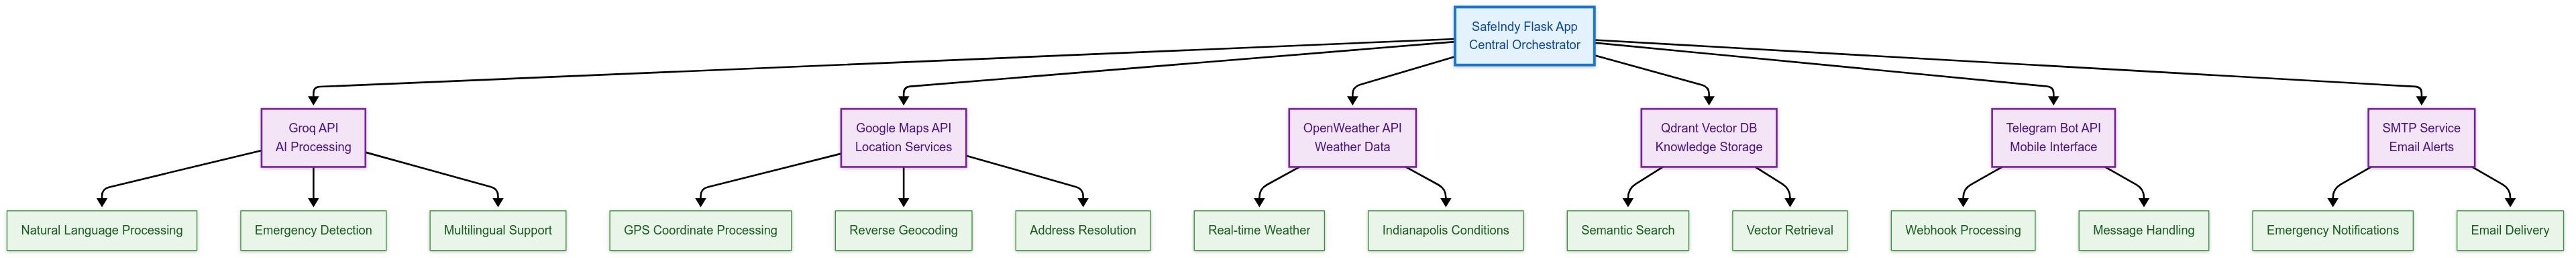 SafeIndy Flask App
Central Orchestrator
Groq API
AI Processing
Google Maps API
Location Services
OpenWeather API
Weather Data
Qdrant Vector DB
Knowledge Storage
Telegram Bot API
Mobile Interface
SMTP Service
Email Alerts
Natural Language Processing
Emergency Detection
Multilingual Support
GPS Coordinate Processing
Reverse Geocoding
Address Resolution
Real-time Weather
Indianapolis Conditions
Semantic Search
Vector Retrieval
Webhook Processing
Message Handling
Emergency Notifications
Email Delivery